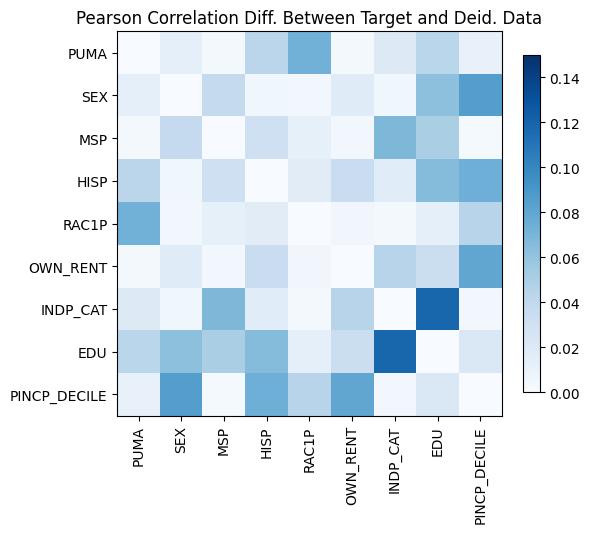 Pearson Correlation Diff. Between Target and Deid. Data
PUMA
SEX
MSP
HISP
RAC1P
OWN_RENT
INDP_CAT
EDU
PINCP_DECILE
PUMA
SEX
MSP
HISP
RAC1P
OWN_RENT
INDP_CAT
EDU
PINCP_DECILE
0.14
0.12
0.10
0.08
0.06
0.04
0.02
0.00